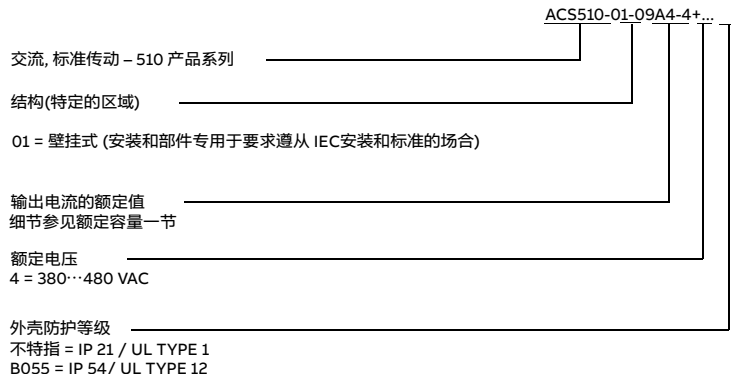 ACS510-01-09A4-4+...
交流, 标准传动 – 510 产品系列
结构(特定的区域)
01 = 壁挂式 (安装和部件专用于要求遵从 IEC安装和标准的场合)
输出电流的额定值
细节参见额定容量一节
额定电压
4 = 380…480 VAC
外壳防护等级
不特指 = IP 21 / UL TYPE 1
B055 = IP 54/ UL TYPE 12